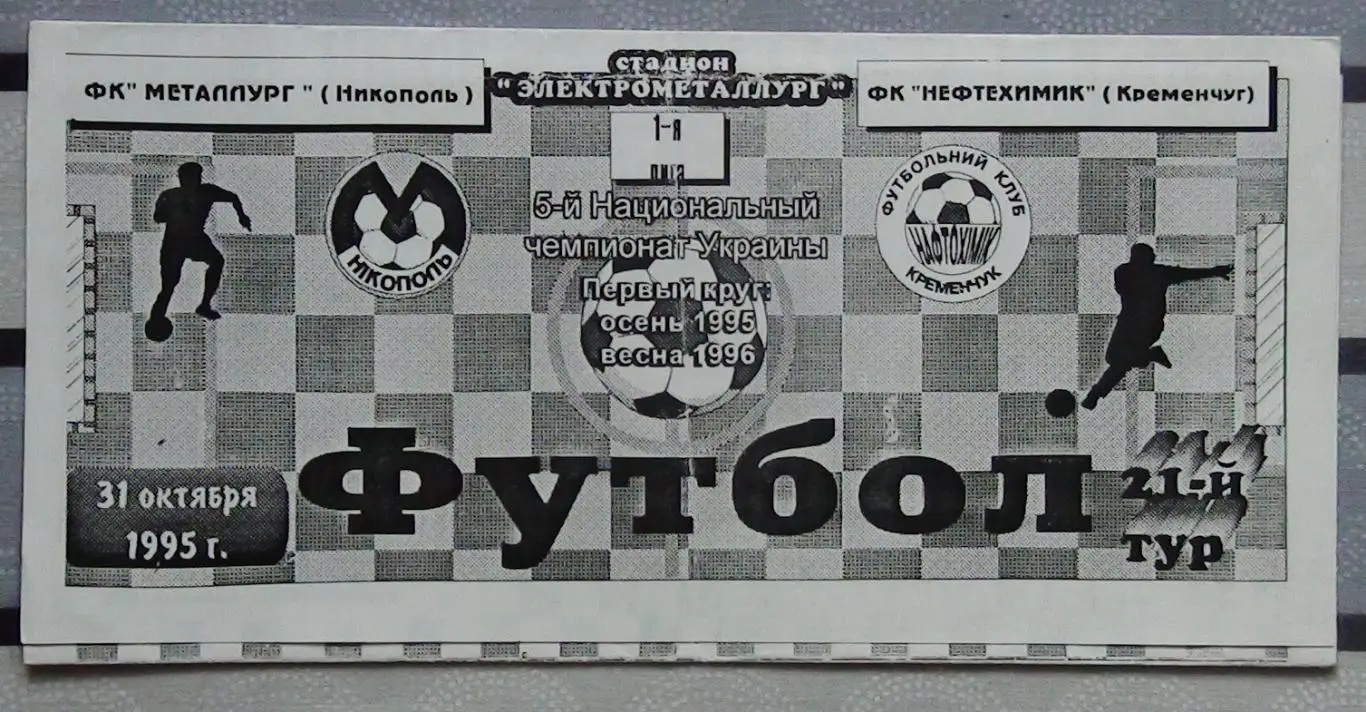 стадион
"ЭЛЕКТРОМЕТАЛЛУРГ"
ФК" МЕТАЛЛУРГ " ( Никополь )
ФК "НЕФТЕХИМИК" ( Кременчуг)
1-я
лига
НІКОПОЛЬ
ФУТБОЛЬНИЙ КЛУБ
НАФТОХІМІК
КРЕМЕНЧУК
5-й Национальный
чемпионат Украины
Первый круг:
осень 1995
весна 1996
Футбол
31 октября
1995 г.
21-й
тур